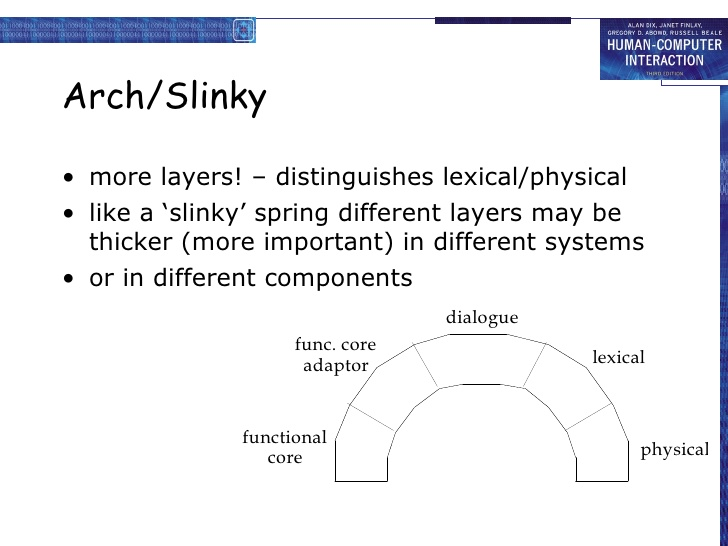 ALAN DIX, JANET FINLAY,
GREGORY D. ABOWD, RUSSELL BEALE
HUMAN-COMPUTER
INTERACTION
THIRD EDITION
Arch/Slinky
• more layers! – distinguishes lexical/physical
• like a ‘slinky’ spring different layers may be
thicker (more important) in different systems
• or in different components
dialogue
func. core
adaptor
lexical
functional
core
physical